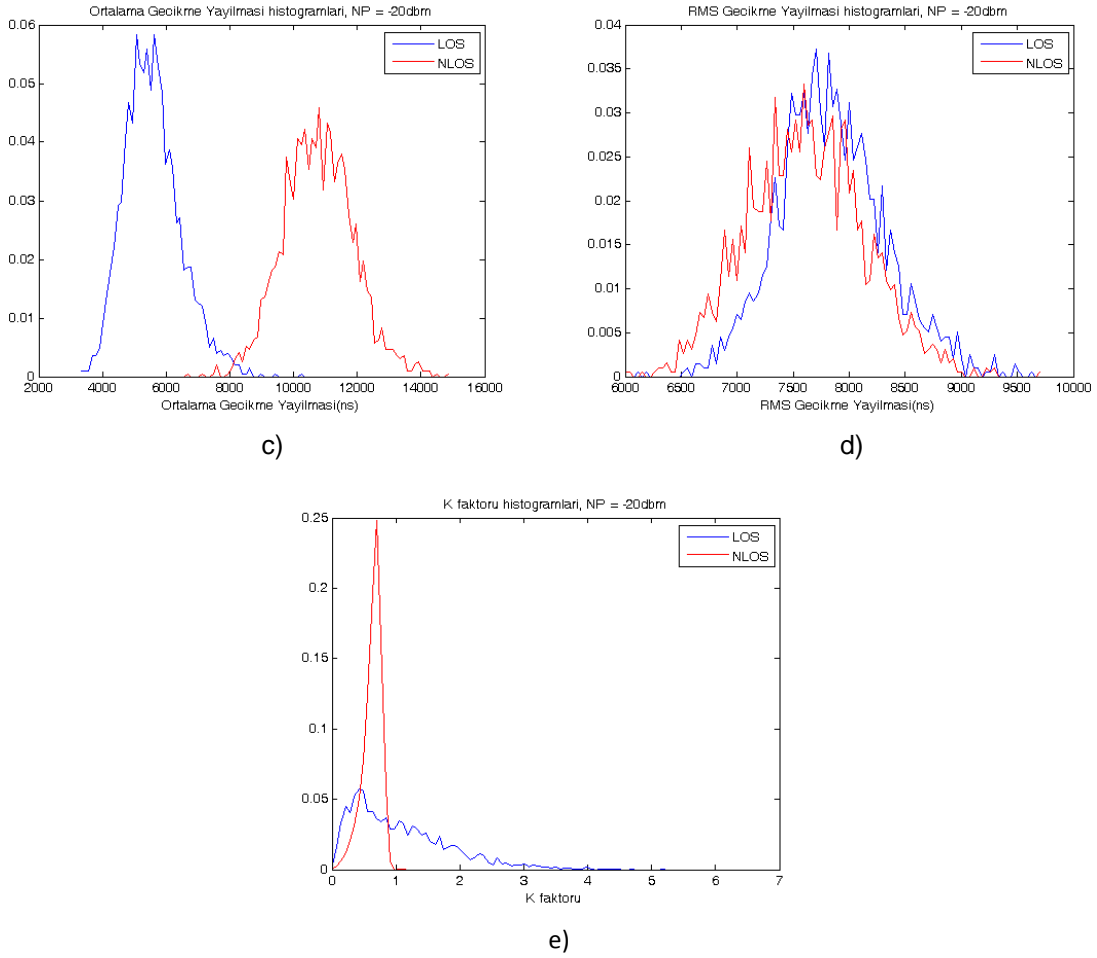 Ortalama Gecikme Yayilmasi histogramlari, NP = -20dbm
0.06
0.05
0.04
0.03
0.02
0.01
0
2000 4000 6000 8000 10000 12000 14000 16000
Ortalama Gecikme Yayilmasi(ns)
LOS
NLOS
c)
RMS Gecikme Yayilmasi histogramlari, NP = -20dbm
0.04
0.035
0.03
0.025
0.02
0.015
0.01
0.005
0
6000 6500 7000 7500 8000 8500 9000 9500 10000
RMS Gecikme Yayilmasi(ns)
LOS
NLOS
d)
K faktoru histogramlari, NP = -20dbm
0.25
0.2
0.15
0.1
0.05
0
0 1 2 3 4 5 6 7
K faktoru
LOS
NLOS
e)